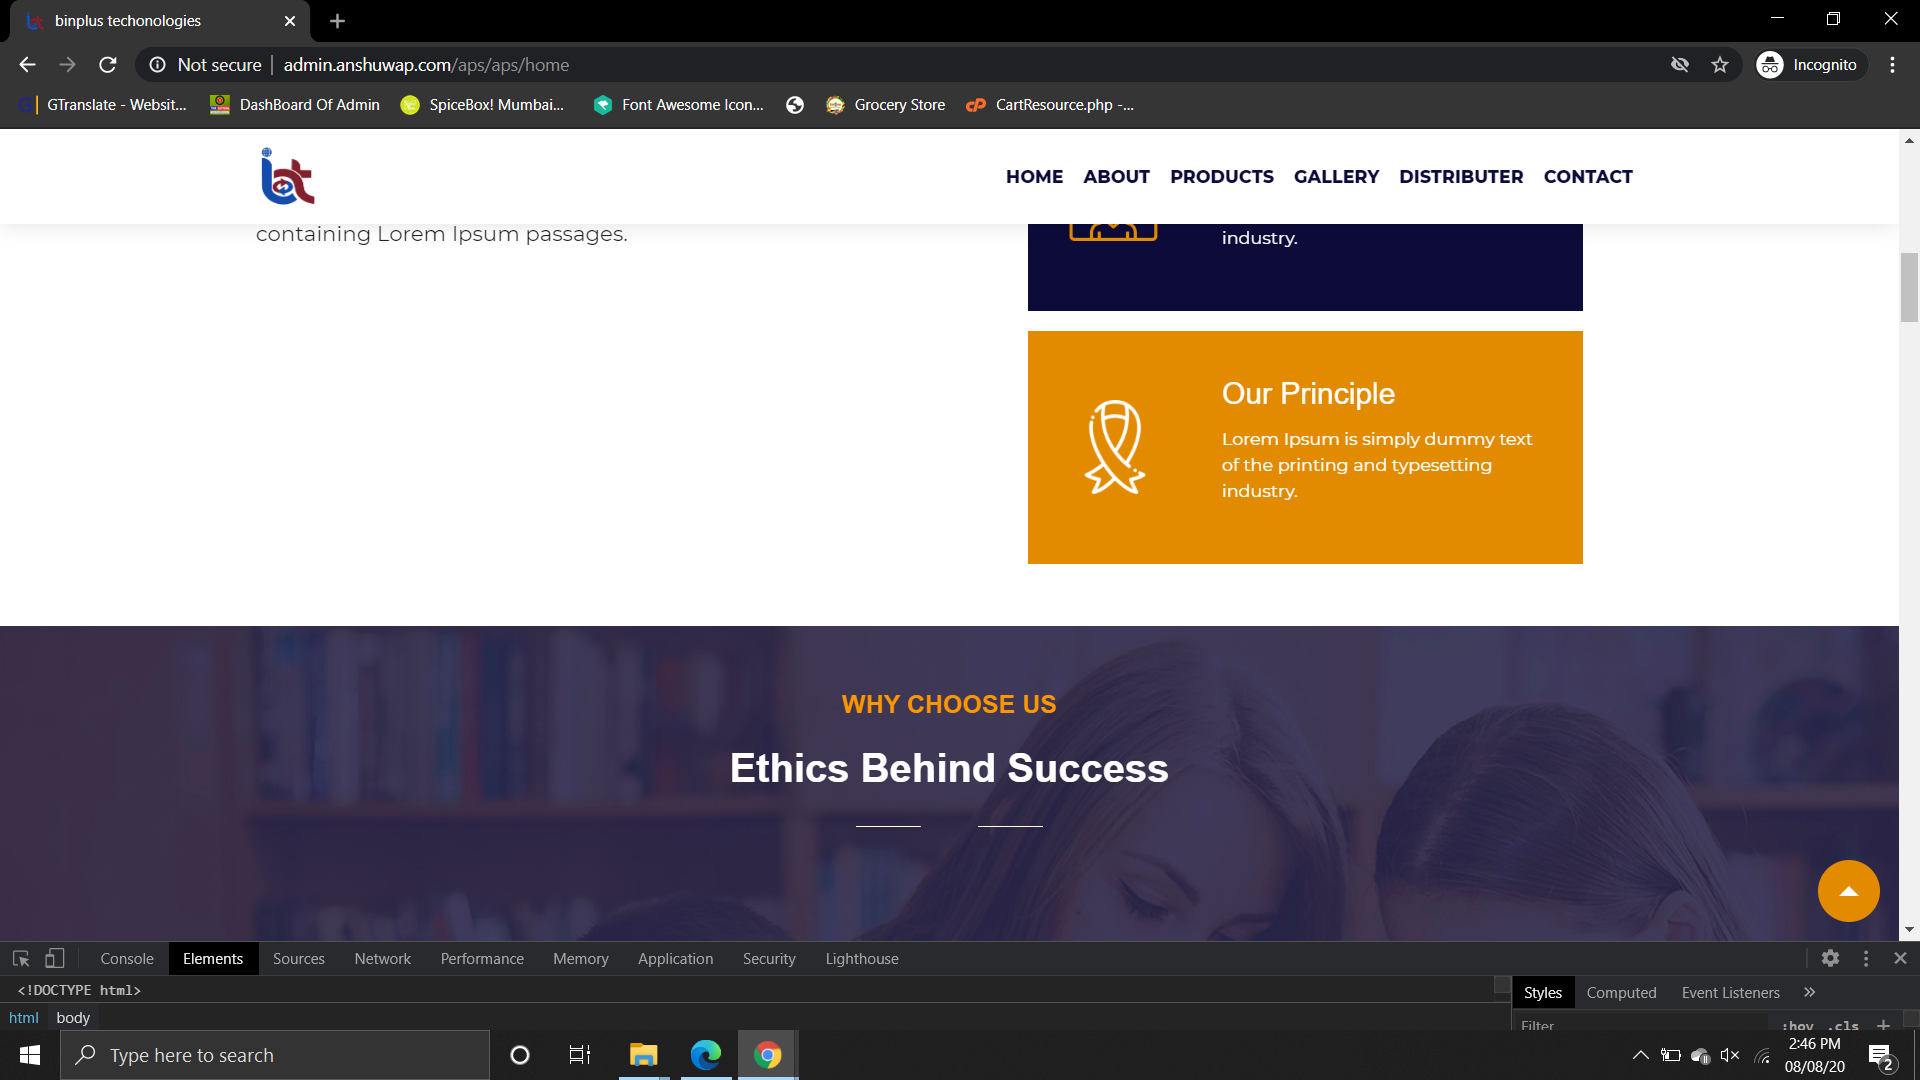 binplus techonologies
Not secure admin.anshuwap.com/aps/aps/home Incognito
GTranslate - Websit... DashBoard Of Admin SpiceBox! Mumbai... Font Awesome Icon... Grocery Store CartResource.php -...
HOME ABOUT PRODUCTS GALLERY DISTRIBUTER CONTACT
containing Lorem Ipsum passages.
industry.
Our Principle
Lorem Ipsum is simply dummy text
of the printing and typesetting
industry.
WHY CHOOSE US
Ethics Behind Success
Console Elements Sources Network Performance Memory Application Security Lighthouse
<!DOCTYPE html>
Styles Computed Event Listeners
html body
Filter :hov .cls
Type here to search
2:46 PM
08/08/20
2